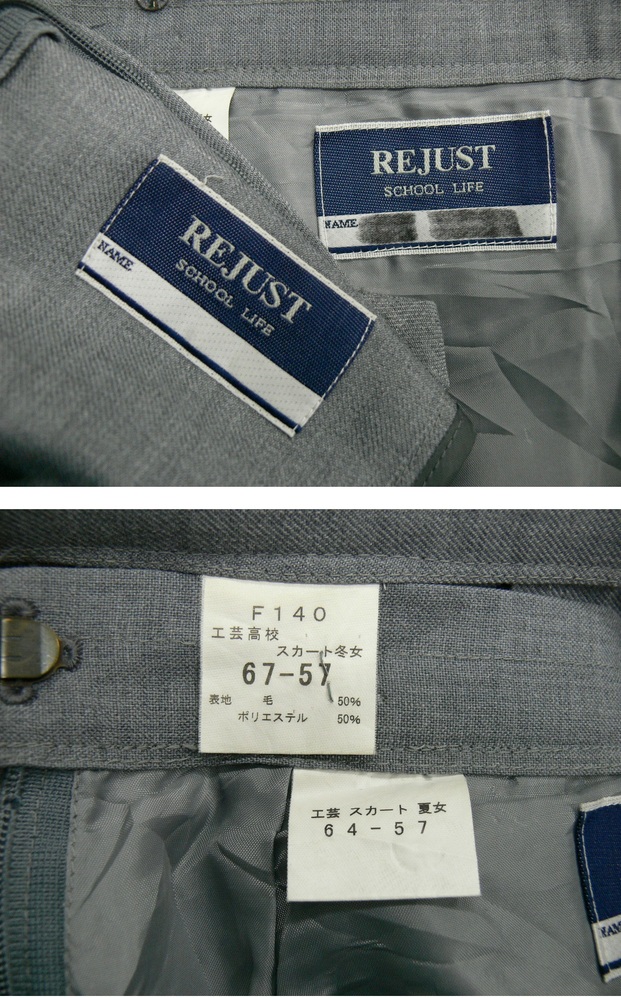 REJUST
SCHOOL LIFE
NAME
REJUST
SCHOOL LIFE
NAME
F140
工芸高校
スカート冬女
67-57
表地 毛 50%
ポリエステル 50%
工芸 スカート 夏女
64-57